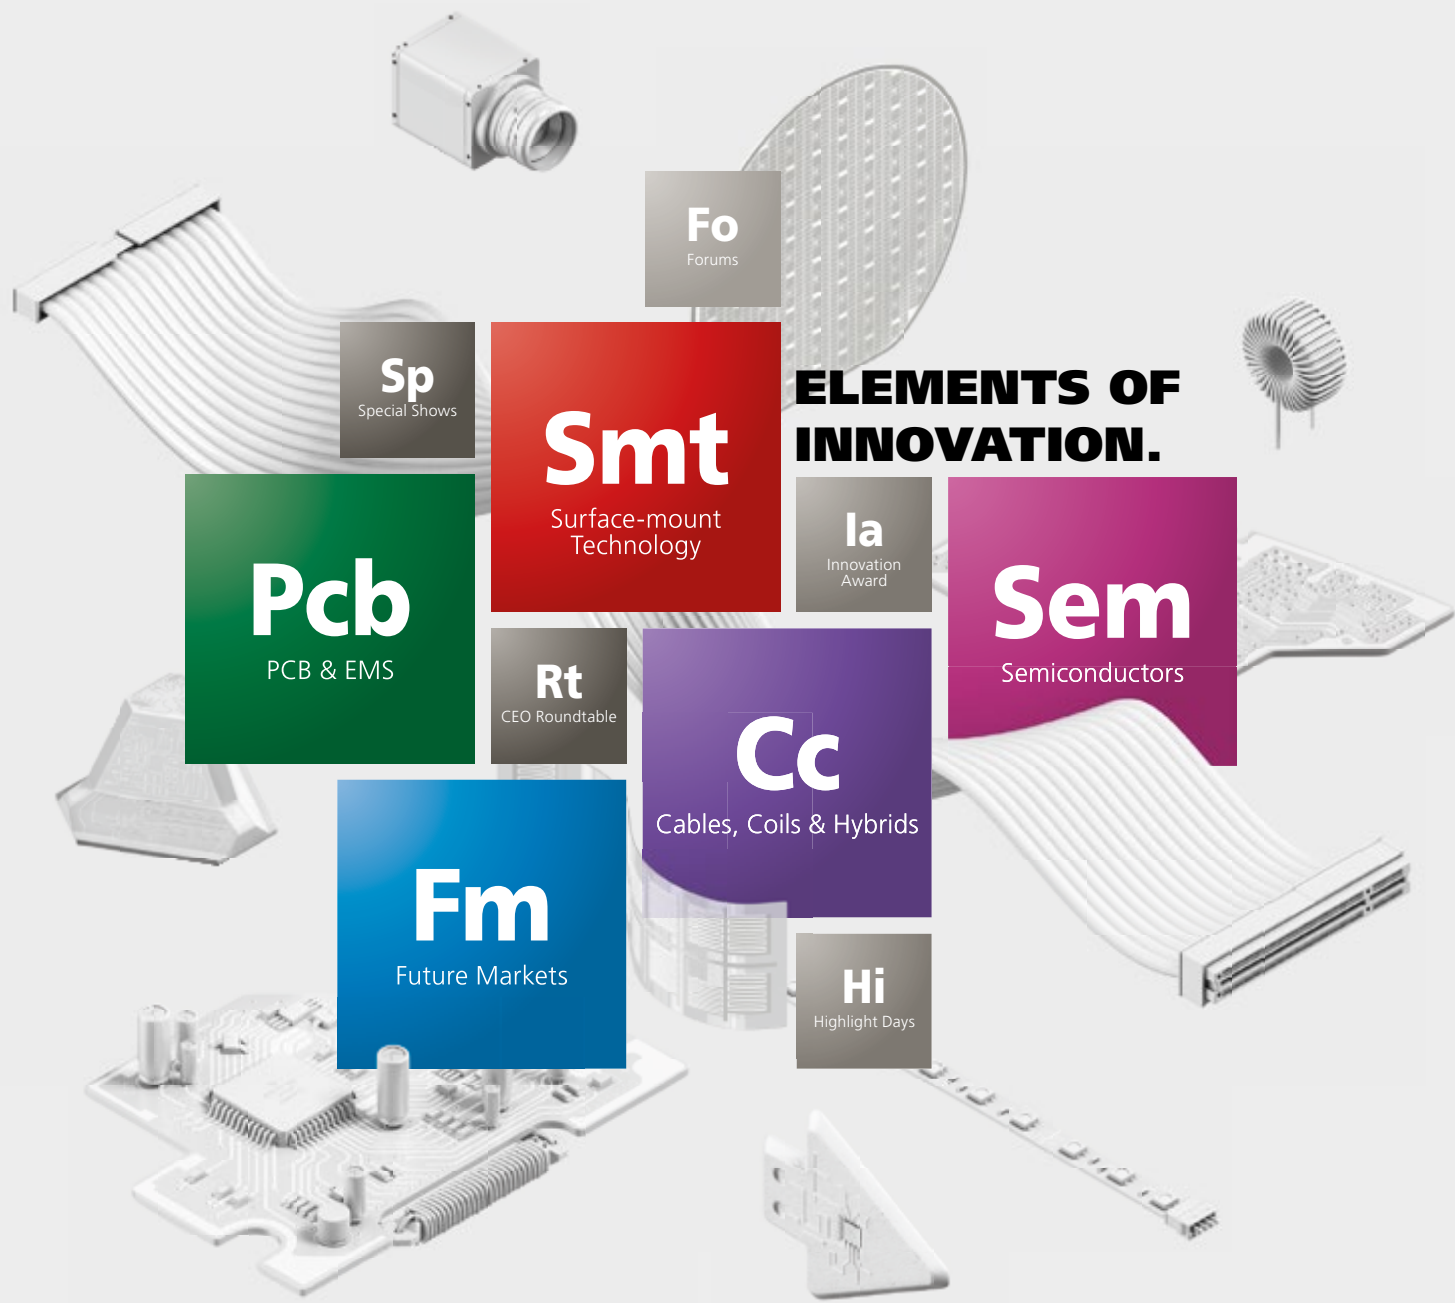 Fo
Forums
Sp
Special Shows
Smt
Surface-mount
Technology
ELEMENTS OF
INNOVATION.
Pcb
PCB & EMS
Ia
Innovation
Award
Sem
Semiconductors
Rt
CEO Roundtable
Cc
Cables, Coils & Hybrids
Fm
Future Markets
Hi
Highlight Days